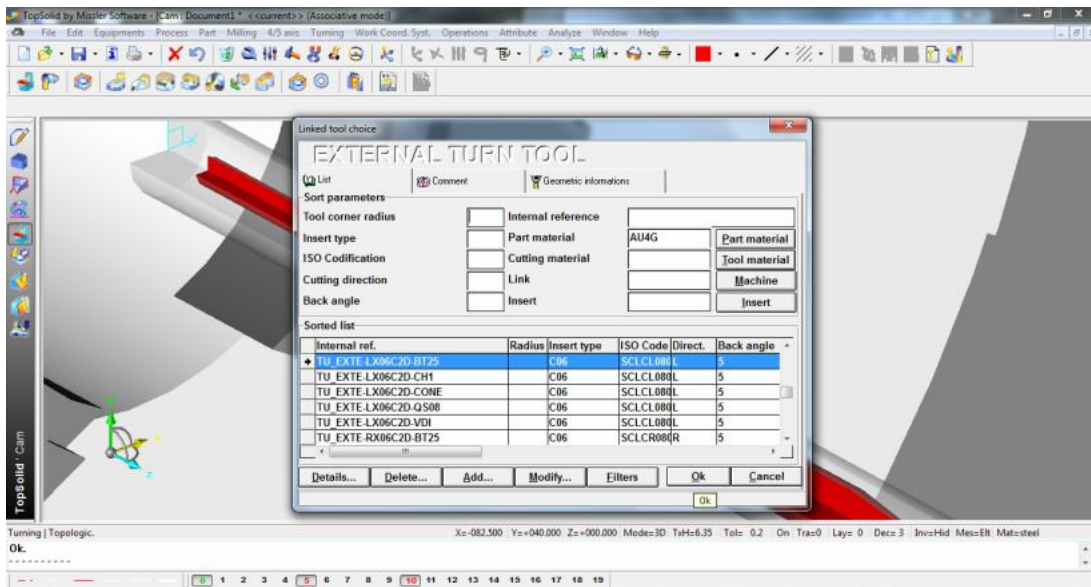 TopSolid by Missler Software - [Cam : Document1 * <<current>> (Associative mode)]
File Edit Equipments Process Part Milling 4/5 axis Turning Work Coord. Syst. Operations Attribute Analyze Window Help
Linked tool choice
EXTERNAL TURN TOOL
List Comment Geometric informations
Sort parameters
Tool corner radius Internal reference
Insert type Part material AU4G Part material
ISO Codification Cutting material Tool material
Cutting direction Link Machine
Back angle Insert Insert
Sorted list
Internal ref. Radius Insert type ISO Code Direct. Back angle
TU_EXTE-LX06C2D-BT25 C06 SCLCL080 L 5
TU_EXTE-LX06C2D-CH1 C06 SCLCL080 L 5
TU_EXTE-LX06C2D-CONE C06 SCLCL080 L 5
TU_EXTE-LX06C2D-QS08 C06 SCLCL080 L 5
TU_EXTE-LX06C2D-VDI C06 SCLCL080 L 5
TU_EXTE-RX06C2D-BT25 C06 SCLCR080 R 5
Details... Delete... Add... Modify... Filters Ok Cancel
Ok
TopSolid'Cam
Turning | Topologic. X=-082.500 Y=+040.000 Z=+000.000 Mode=3D TxH=6.35 Tol= 0.2 On Tra=0 Lay= 0 Dec= 3 Inv=Hid Mes=Elt Mat=steel
Ok.
0 1 2 3 4 5 6 7 8 9 10 11 12 13 14 15 16 17 18 19